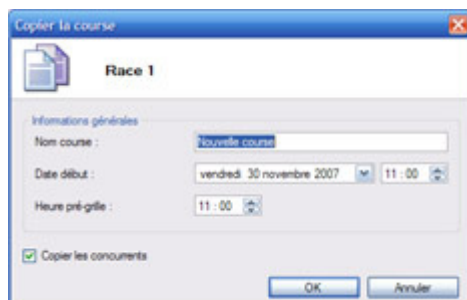 Copier la course
Race 1
Informations générales
Nom course : Nouvelle course
Date début : vendredi 30 novembre 2007 11 : 00
Heure pré-grille : 11 : 00
Copier les concurrents
OK Annuler